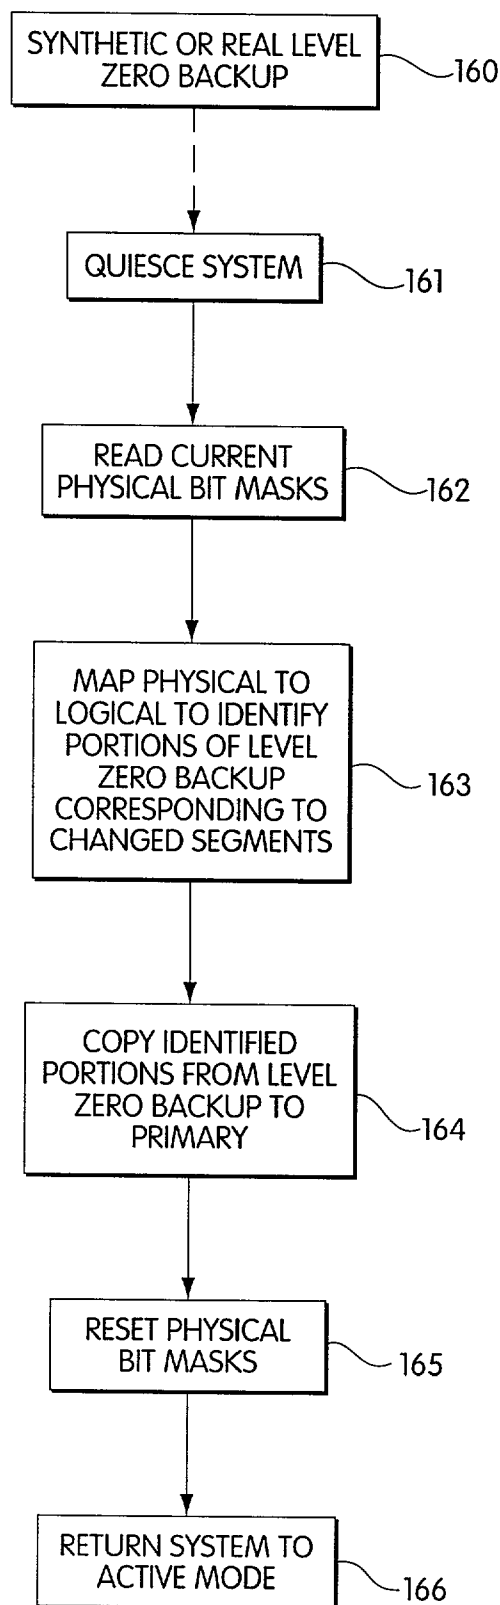 SYNTHETIC OR REAL LEVEL
ZERO BACKUP
160
QUIESCE SYSTEM
161
READ CURRENT
PHYSICAL BIT MASKS
162
MAP PHYSICAL TO
LOGICAL TO IDENTIFY
PORTIONS OF LEVEL
ZERO BACKUP
CORRESPONDING TO
CHANGED SEGMENTS
163
COPY IDENTIFIED
PORTIONS FROM LEVEL
ZERO BACKUP TO
PRIMARY
164
RESET PHYSICAL
BIT MASKS
165
RETURN SYSTEM TO
ACTIVE MODE
166